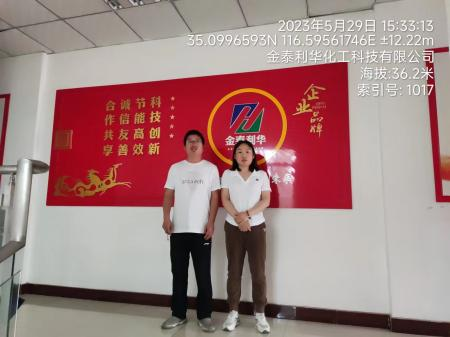 2023年5月29日 15:33:13
35.0996593N 116.59561746E ±12.22m
金泰利华化工科技有限公司
海拔:36.2米
索引号: 1017
科技创新
节能高效
诚信友善
合作共享
金泰利华
企业品牌